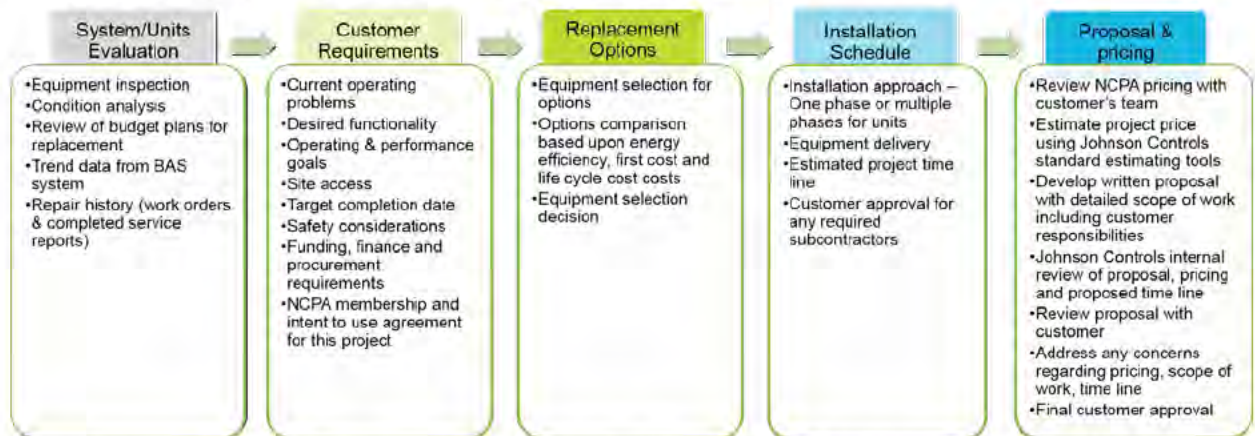 System/Units
Evaluation
•Equipment inspection
•Condition analysis
•Review of budget plans for
replacement
•Trend data from BAS
system
•Repair history (work orders
& completed service
reports)
Customer
Requirements
•Current operating
problems
•Desired functionality
•Operating & performance
goals
•Site access
•Target completion date
•Safety considerations
•Funding, finance and
procurement
requirements
•NCPA membership and
intent to use agreement
for this project
Replacement
Options
•Equipment selection for
options
•Options comparison
based upon energy
efficiency, first cost and
life cycle cost costs
•Equipment selection
decision
Installation
Schedule
•Installation approach –
One phase or multiple
phases for units
•Equipment delivery
•Estimated project time
line
•Customer approval for
any required
subcontractors
Proposal &
pricing
•Review NCPA pricing with
customer's team
•Estimate project price
using Johnson Controls
standard estimating tools
•Develop written proposal
with detailed scope of work
including customer
responsibilities
•Johnson Controls internal
review of proposal, pricing
and proposed time line
•Review proposal with
customer
•Address any concerns
regarding pricing, scope of
work, time line
•Final customer approval